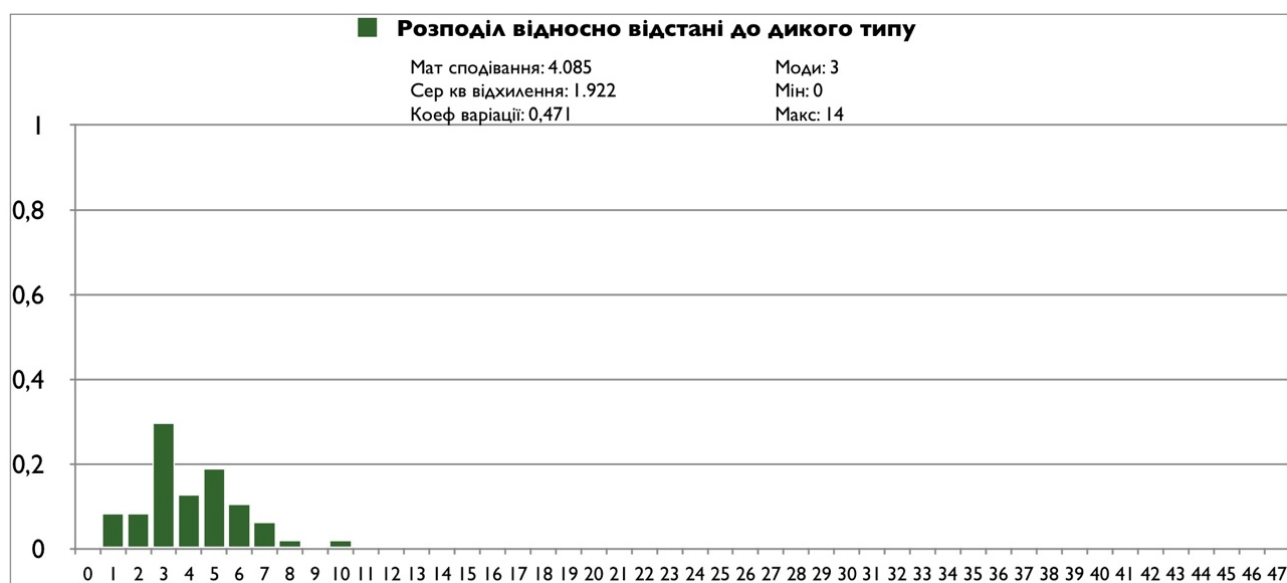 Розподіл відносно відстані до дикого типу
Мат сподівання: 4.085
Моди: 3
Сер кв відхилення: 1.922
Мін: 0
Коеф варіації: 0,471
Макс: 14
1
0,8
0,6
0,4
0,2
0
0 1 2 3 4 5 6 7 8 9 10 11 12 13 14 15 16 17 18 19 20 21 22 23 24 25 26 27 28 29 30 31 32 33 34 35 36 37 38 39 40 41 42 43 44 45 46 47